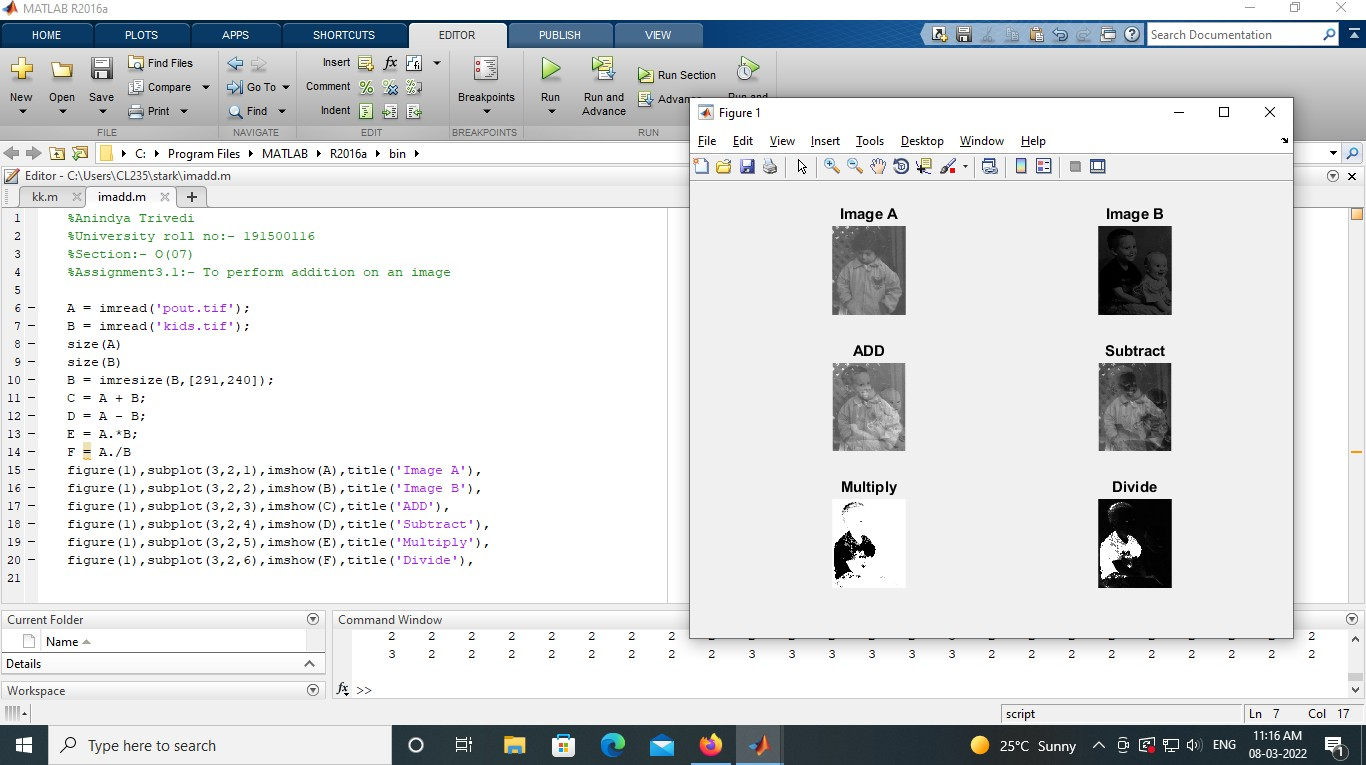 MATLAB R2016a
HOME PLOTS APPS SHORTCUTS EDITOR PUBLISH VIEW Search Documentation
New Open Save Find Files Compare Print Go To Find Insert fx Comment Indent Breakpoints Run Run and Advance Run Section Advance Run and
FILE NAVIGATE EDIT BREAKPOINTS RUN
C: Program Files MATLAB R2016a bin
Editor - C:\Users\CL235\stark\imadd.m
kk.m imadd.m
1 %Anindya Trivedi
2 %University roll no:- 191500116
3 %Section:- O(07)
4 %Assignment3.1:- To perform addition on an image
5
6 – A = imread('pout.tif');
7 – B = imread('kids.tif');
8 – size(A)
9 – size(B)
10 – B = imresize(B,[291,240]);
11 – C = A + B;
12 – D = A - B;
13 – E = A.*B;
14 – F = A./B
15 – figure(1),subplot(3,2,1),imshow(A),title('Image A'),
16 – figure(1),subplot(3,2,2),imshow(B),title('Image B'),
17 – figure(1),subplot(3,2,3),imshow(C),title('ADD'),
18 – figure(1),subplot(3,2,4),imshow(D),title('Subtract'),
19 – figure(1),subplot(3,2,5),imshow(E),title('Multiply'),
20 – figure(1),subplot(3,2,6),imshow(F),title('Divide'),
21
Figure 1
File Edit View Insert Tools Desktop Window Help
Image A Image B
ADD Subtract
Multiply Divide
Current Folder
Name
Details
Workspace
Command Window
3 2 2 2 2 2 2 2 2 3 3 3 3 3 3 2 2 2 2 2 2 2 2 2
fx >>
script Ln 7 Col 17
Type here to search 25°C Sunny ENG 11:16 AM
08-03-2022 1